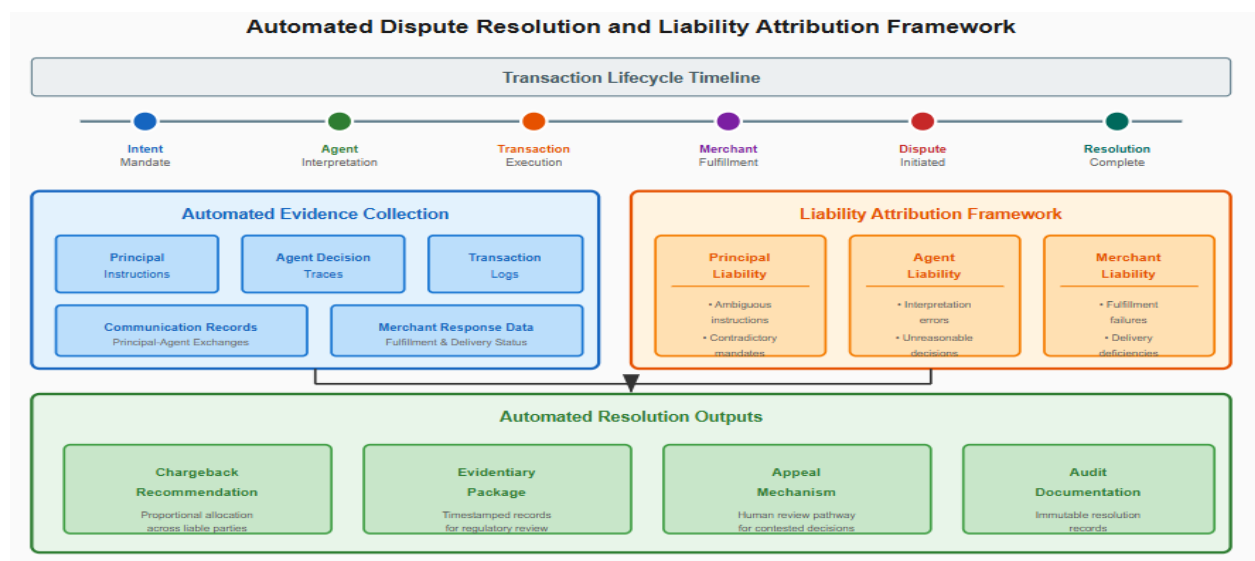 Automated Dispute Resolution and Liability Attribution Framework
Transaction Lifecycle Timeline
Intent
Mandate
Agent
Interpretation
Transaction
Execution
Merchant
Fulfillment
Dispute
Initiated
Resolution
Complete
Automated Evidence Collection
Principal
Instructions
Agent Decision
Traces
Transaction
Logs
Communication Records
Principal-Agent Exchanges
Merchant Response Data
Fulfillment & Delivery Status
Liability Attribution Framework
Principal
Liability
• Ambiguous
instructions
• Contradictory
mandates
Agent
Liability
• Interpretation
errors
• Unreasonable
decisions
Merchant
Liability
• Fulfillment
failures
• Delivery
deficiencies
Automated Resolution Outputs
Chargeback
Recommendation
Proportional allocation
across liable parties
Evidentiary
Package
Timestamped records
for regulatory review
Appeal
Mechanism
Human review pathway
for contested decisions
Audit
Documentation
Immutable resolution
records